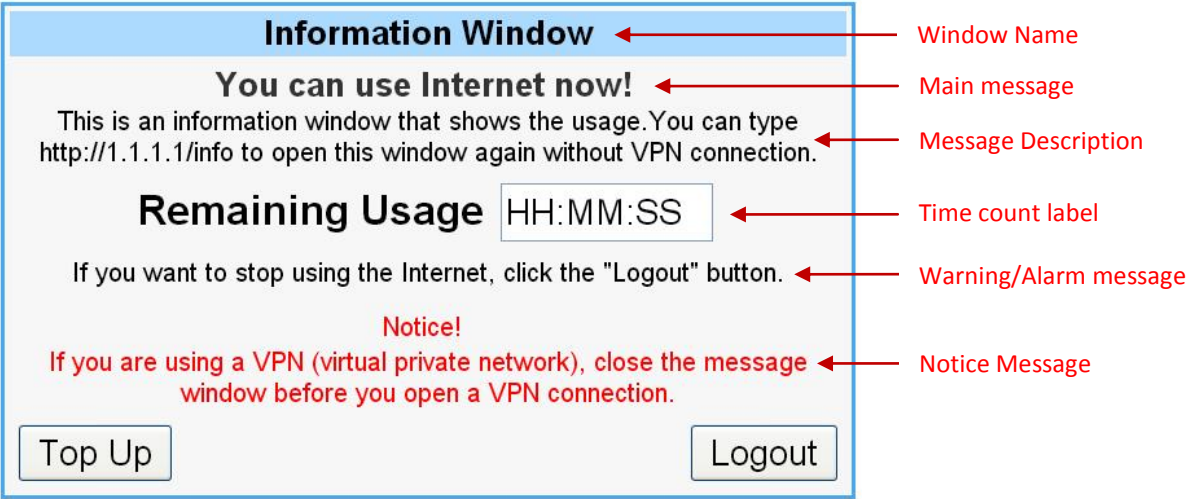 Information Window
Window Name
You can use Internet now!
Main message
This is an information window that shows the usage.You can type
http://1.1.1.1/info to open this window again without VPN connection.
Message Description
Remaining Usage HH:MM:SS
Time count label
If you want to stop using the Internet, click the "Logout" button.
Warning/Alarm message
Notice!
If you are using a VPN (virtual private network), close the message
window before you open a VPN connection.
Notice Message
Top Up
Logout